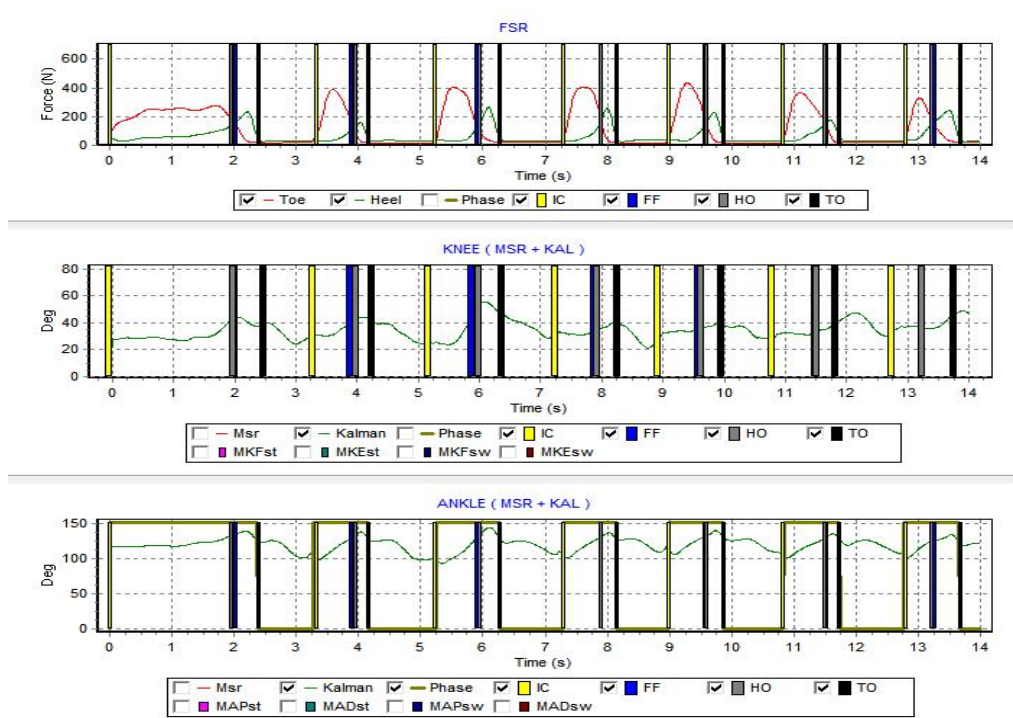 FSR
600
400
200
0
Force (N)
0 1 2 3 4 5 6 7 8 9 10 11 12 13 14
Time (s)
Toe Heel Phase IC FF HO TO
KNEE ( MSR + KAL )
80
60
40
20
0
Deg
0 1 2 3 4 5 6 7 8 9 10 11 12 13 14
Time (s)
Msr Kalman Phase IC FF HO TO
MKFst MKEst MKFsw MKEsw
ANKLE ( MSR + KAL )
150
100
50
0
Deg
0 1 2 3 4 5 6 7 8 9 10 11 12 13 14
Time (s)
Msr Kalman Phase IC FF HO TO
MAPst MADst MAPsw MADsw